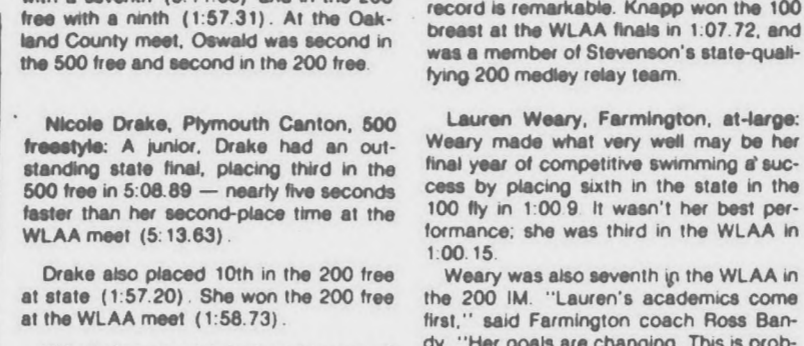 free with a ninth (1:57.31). At the Oak-
land County meet, Oswald was second in
the 500 free and second in the 200 free.
Nicole Drake, Plymouth Canton, 500
freestyle: A junior, Drake had an out-
standing state final, placing third in the
500 free in 5:08.89 — nearly five seconds
faster than her second-place time at the
WLAA meet (5:13.63).
Drake also placed 10th in the 200 free
at state (1:57.20). She won the 200 free
at the WLAA meet (1:58.73).
record is remarkable. Knapp won the 100
breast at the WLAA finals in 1:07.72, and
was a member of Stevenson's state-quali-
fying 200 medley relay team.
Lauren Weary, Farmington, at-large:
Weary made what very well may be her
final year of competitive swimming a suc-
cess by placing sixth in the state in the
100 fly in 1:00.9. It wasn't her best per-
formance; she was third in the WLAA in
1:00.15.
Weary was also seventh in the WLAA in
the 200 IM. "Lauren's academics come
first," said Farmington coach Ross Ban-
dy. "Her goals are changing. This is prob-